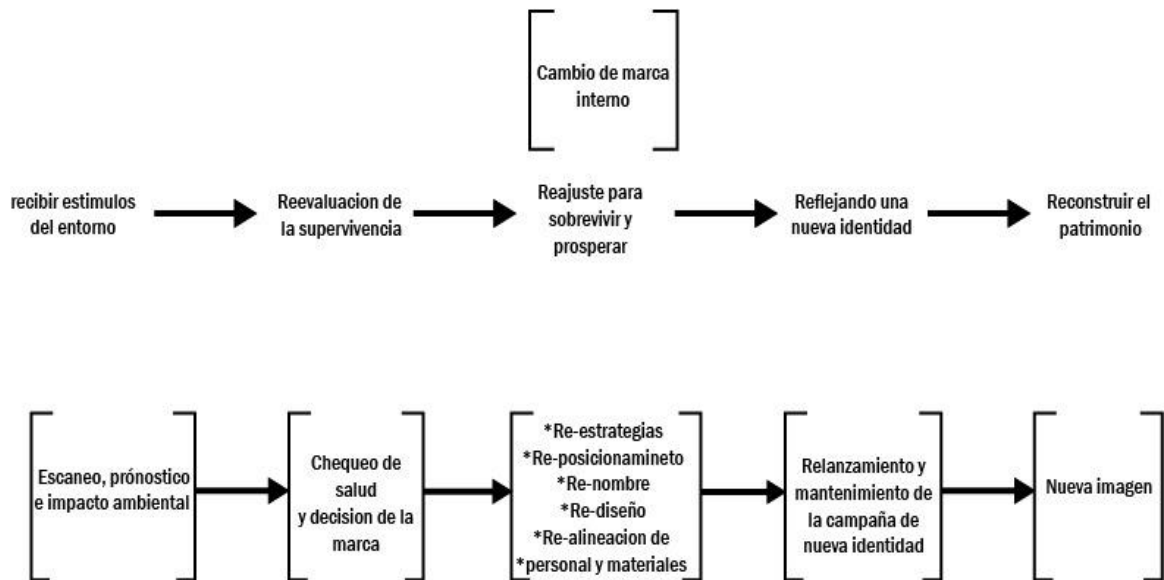 Cambio de marca
interno
recibir estimulos
del entorno
Reevaluacion de
la supervivencia
Reajuste para
sobrevivir y
prosperar
Reflejando una
nueva identidad
Reconstruir el
patrimonio
Escaneo, prónostico
e impacto ambiental
Chequeo de
salud
y decision de la
marca
*Re-estrategias
*Re-posicionamineto
*Re-nombre
*Re-diseño
*Re-alineacion de
*personal y materiales
Relanzamiento y
mantenimiento de
la campaña de
nueva identidad
Nueva imagen